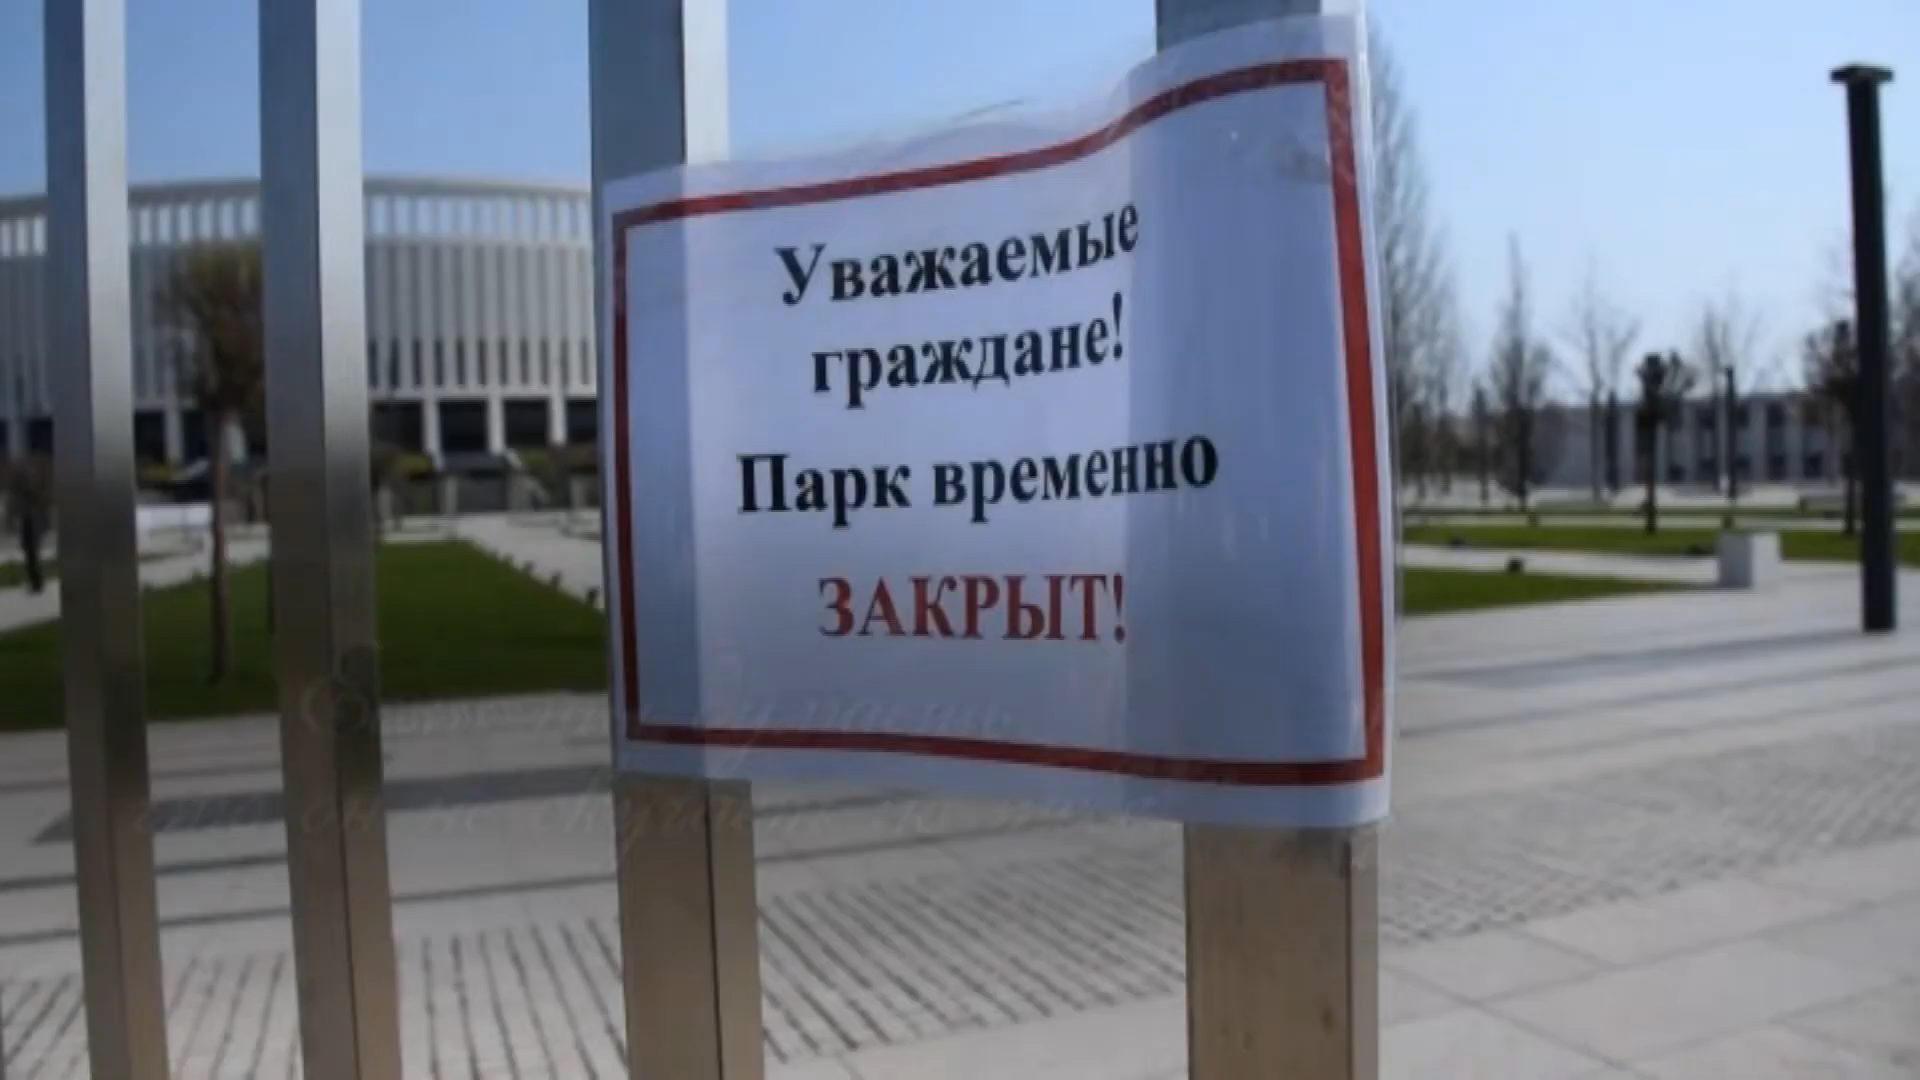 Уважаемые
граждане!
Парк временно
ЗАКРЫТ!